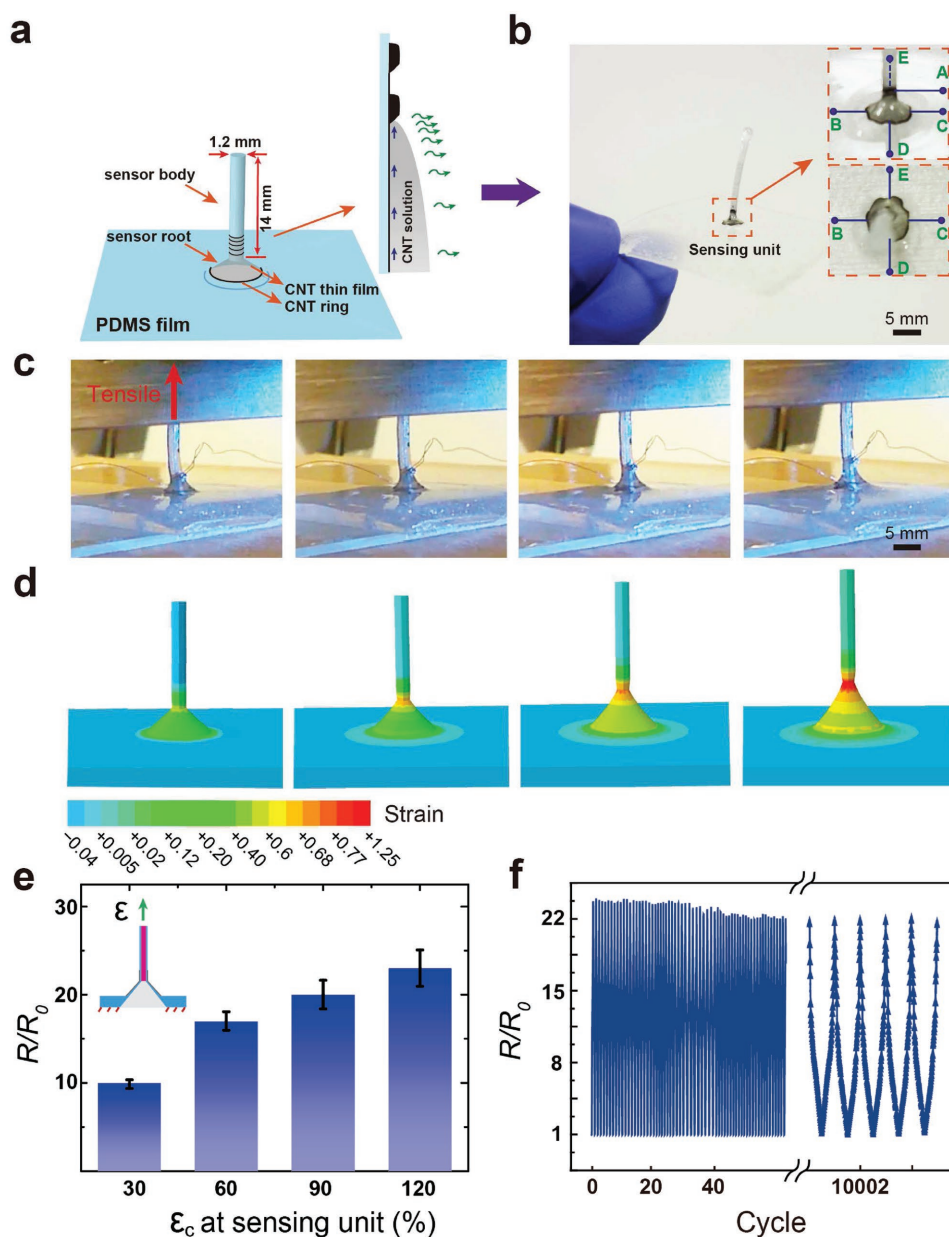 a
1.2 mm
sensor body
14 mm
sensor root
CNT thin film
CNT ring
PDMS film
CNT solution
b
E
A
B
C
D
E
B
C
D
Sensing unit
5 mm
c
Tensile
5 mm
d
Strain
−0.04
+0.005
+0.02
+0.12
+0.20
+0.40
+0.6
+0.68
+0.77
+1.25
e
30
20
10
R/R0
ε
30
60
90
120
εc at sensing unit (%)
f
22
15
8
1
R/R0
0
20
40
10002
Cycle